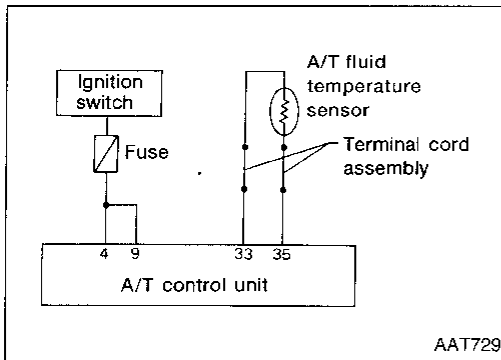 Ignition
switch
Fuse
A/T fluid
temperature
sensor
Terminal cord
assembly
4 9 33 35
A/T control unit
AAT729